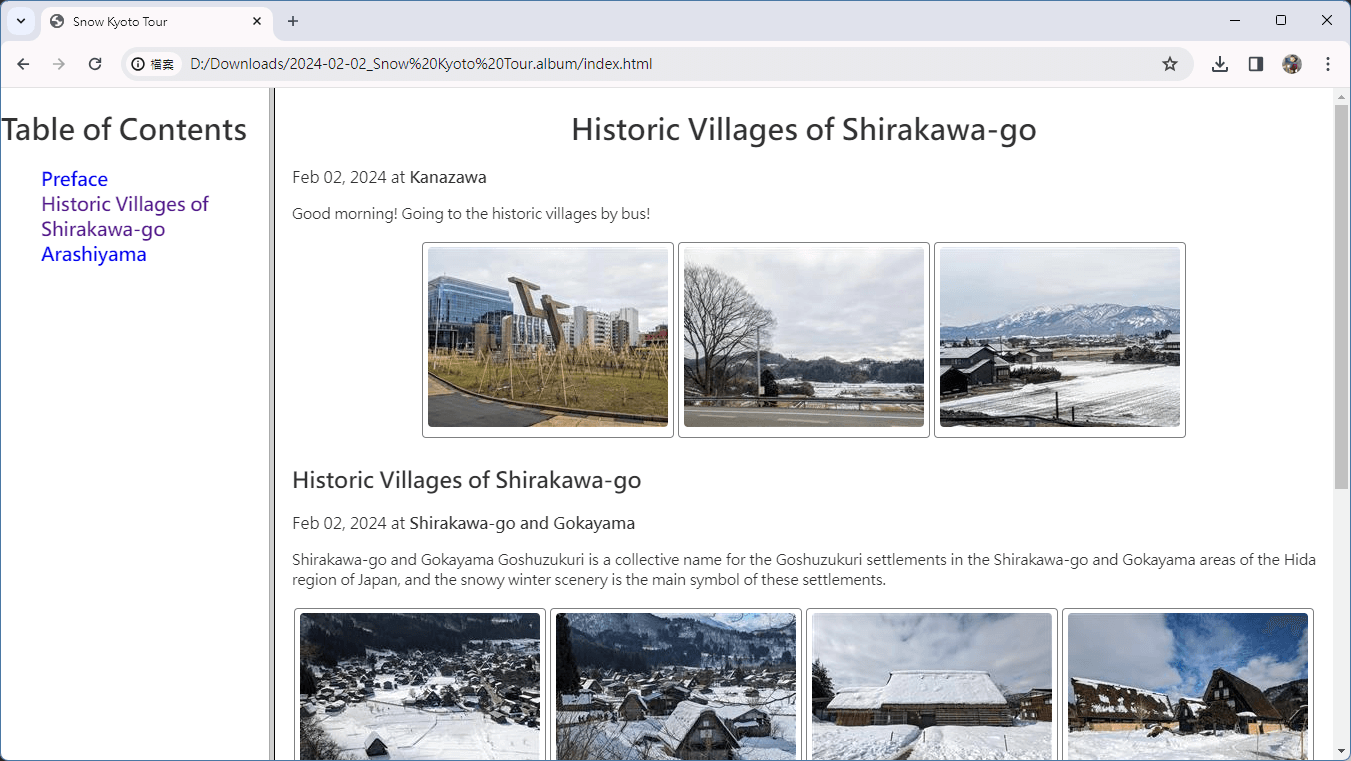 Snow Kyoto Tour
檔案
D:/Downloads/2024-02-02_Snow%20Kyoto%20Tour.album/index.html
Table of Contents
Preface
Historic Villages of
Shirakawa-go
Arashiyama
Historic Villages of Shirakawa-go
Feb 02, 2024 at Kanazawa
Good morning! Going to the historic villages by bus!
Historic Villages of Shirakawa-go
Feb 02, 2024 at Shirakawa-go and Gokayama
Shirakawa-go and Gokayama Goshuzukuri is a collective name for the Goshuzukuri settlements in the Shirakawa-go and Gokayama areas of the Hida
region of Japan, and the snowy winter scenery is the main symbol of these settlements.